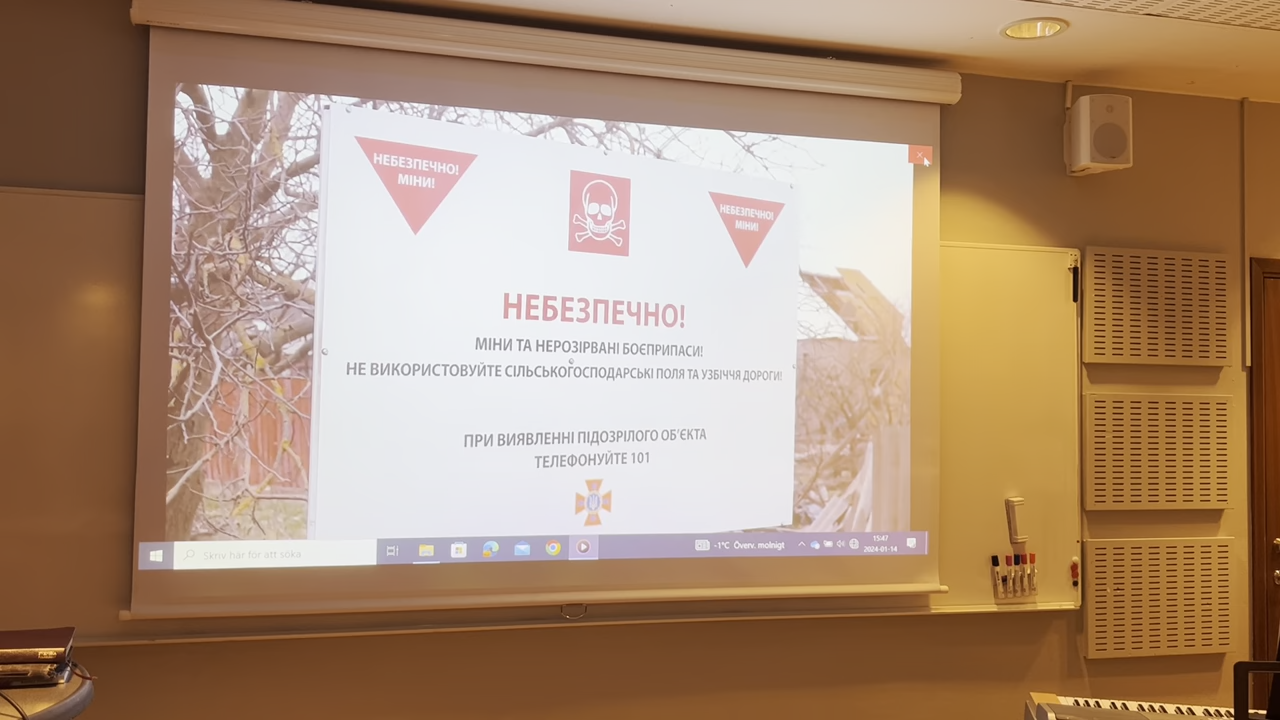 НЕБЕЗПЕЧНО!
МІНИ!
НЕБЕЗПЕЧНО!
МІНИ!
НЕБЕЗПЕЧНО!
МІНИ ТА НЕРОЗІРВАНІ БОЄПРИПАСИ!
НЕ ВИКОРИСТОВУЙТЕ СІЛЬСЬКОГОСПОДАРСЬКІ ПОЛЯ ТА УЗБІЧЧЯ ДОРОГИ!
ПРИ ВИЯВЛЕННІ ПІДОЗРІЛОГО ОБ'ЄКТА
ТЕЛЕФОНУЙТЕ 101
Skriv här för att söka
-1°C Överv. molnigt
15:47
2024-01-14